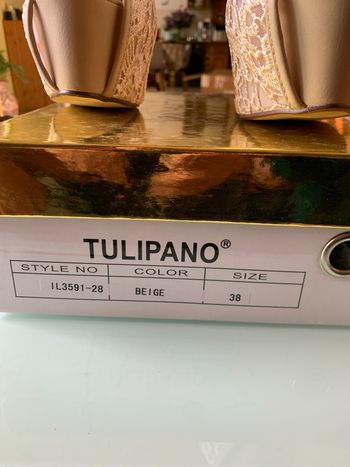 TULIPANO®
STYLE NO COLOR SIZE
IL3591-28 BEIGE 38